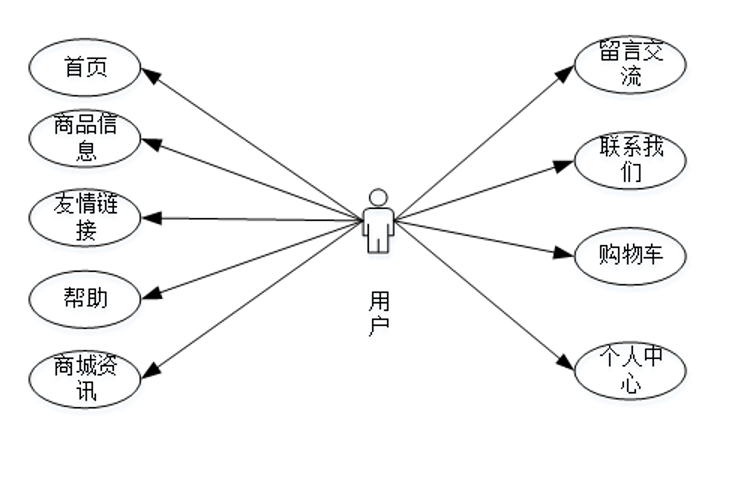 首页
商品信
息
友情链
接
帮助
商城资
讯
用
户
留言交
流
联系我
们
购物车
个人中
心